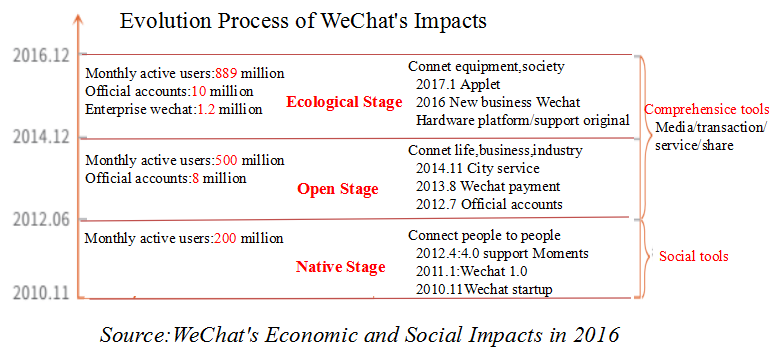 Evolution Process of WeChat's Impacts
2016.12
Monthly active users:889 million
Official accounts:10 million
Enterprise wechat:1.2 million
Ecological Stage
Connet equipment,society
2017.1 Applet
2016 New business Wechat
Hardware platform/support original
Comprehensice tools
Media/transaction/
service/share
2014.12
Monthly active users:500 million
Official accounts:8 million
Open Stage
Connet life,business,industry
2014.11 City service
2013.8 Wechat payment
2012.7 Official accounts
2012.06
Monthly active users:200 million
Native Stage
Connect people to people
2012.4:4.0 support Moments
2011.1:Wechat 1.0
2010.11Wechat startup
Social tools
2010.11
Source:WeChat's Economic and Social Impacts in 2016